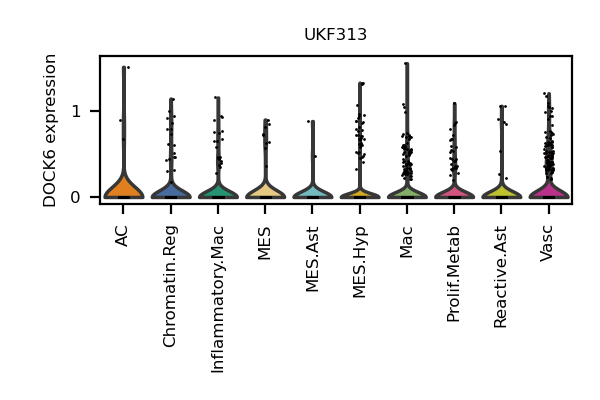 UKF313
DOCK6 expression
1
0
AC
Chromatin.Reg
Inflammatory.Mac
MES
MES.Ast
MES.Hyp
Mac
Prolif.Metab
Reactive.Ast
Vasc